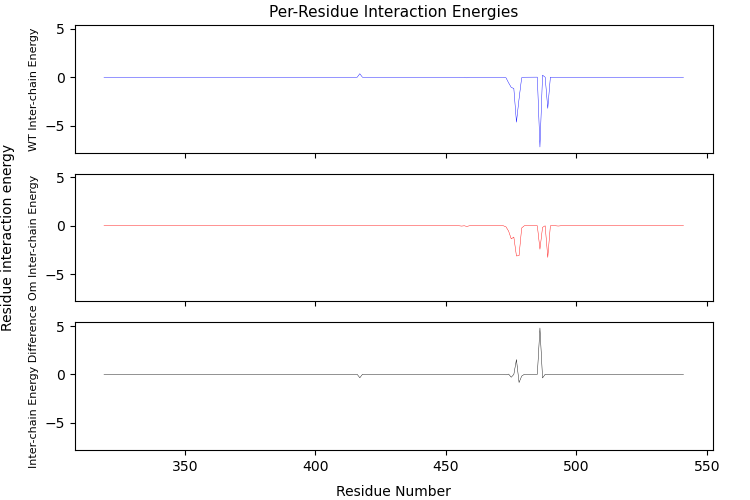 Per-Residue Interaction Energies
Residue interaction energy
WT Inter-chain Energy
5
0
−5
Om Inter-chain Energy
5
0
−5
Inter-chain Energy Difference
5
0
−5
350
400
450
500
550
Residue Number